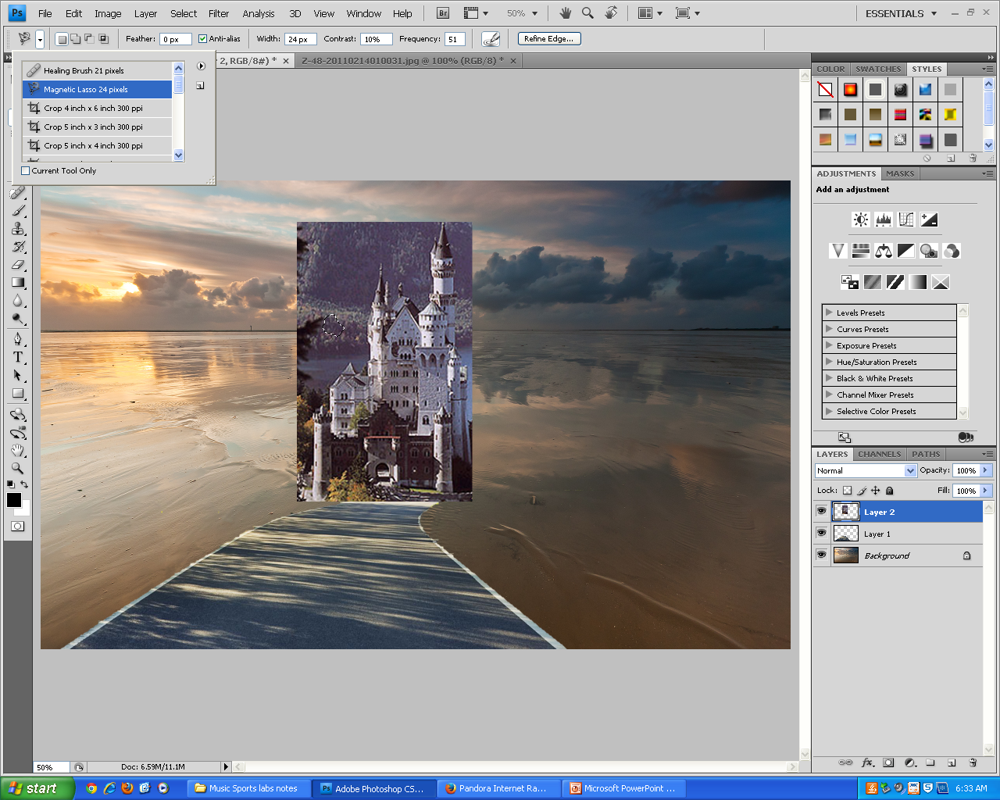 Ps File Edit Image Layer Select Filter Analysis 3D View Window Help Br 50% ESSENTIALS
Feather: 0 px Anti-alias Width: 24 px Contrast: 10% Frequency: 51 Refine Edge...
2, RGB/8#) * × Z-48-20110214010031.jpg @ 100% (RGB/8) * ×
Healing Brush 21 pixels
Magnetic Lasso 24 pixels
Crop 4 inch x 6 inch 300 ppi
Crop 5 inch x 3 inch 300 ppi
Crop 5 inch x 4 inch 300 ppi
Current Tool Only
COLOR SWATCHES STYLES
ADJUSTMENTS MASKS
Add an adjustment
Levels Presets
Curves Presets
Exposure Presets
Hue/Saturation Presets
Black & White Presets
Channel Mixer Presets
Selective Color Presets
LAYERS CHANNELS PATHS
Normal Opacity: 100%
Lock: Fill: 100%
Layer 2
Layer 1
Background
50% Doc: 6.59M/11.1M
start Music Sports labs notes Ps Adobe Photoshop CS... Pandora Internet Ra... Microsoft PowerPoint ... 6:33 AM